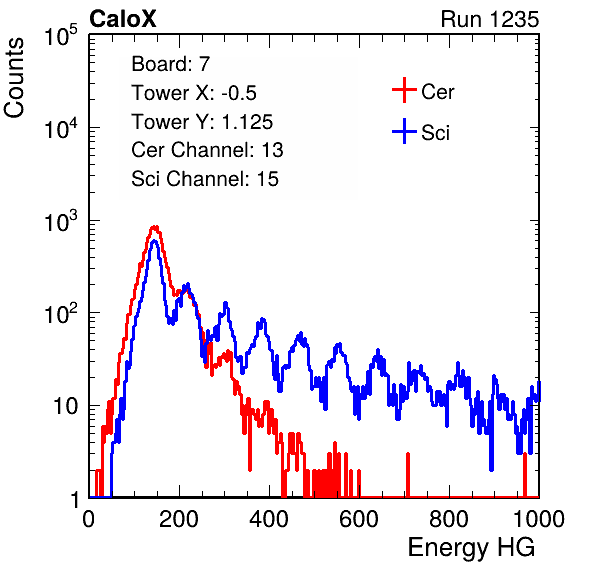 CaloX Run 1235
Counts
10^5
10^4
10^3
10^2
10
1
Board: 7
Tower X: -0.5
Tower Y: 1.125
Cer Channel: 13
Sci Channel: 15
Cer
Sci
0 200 400 600 800 1000
Energy HG